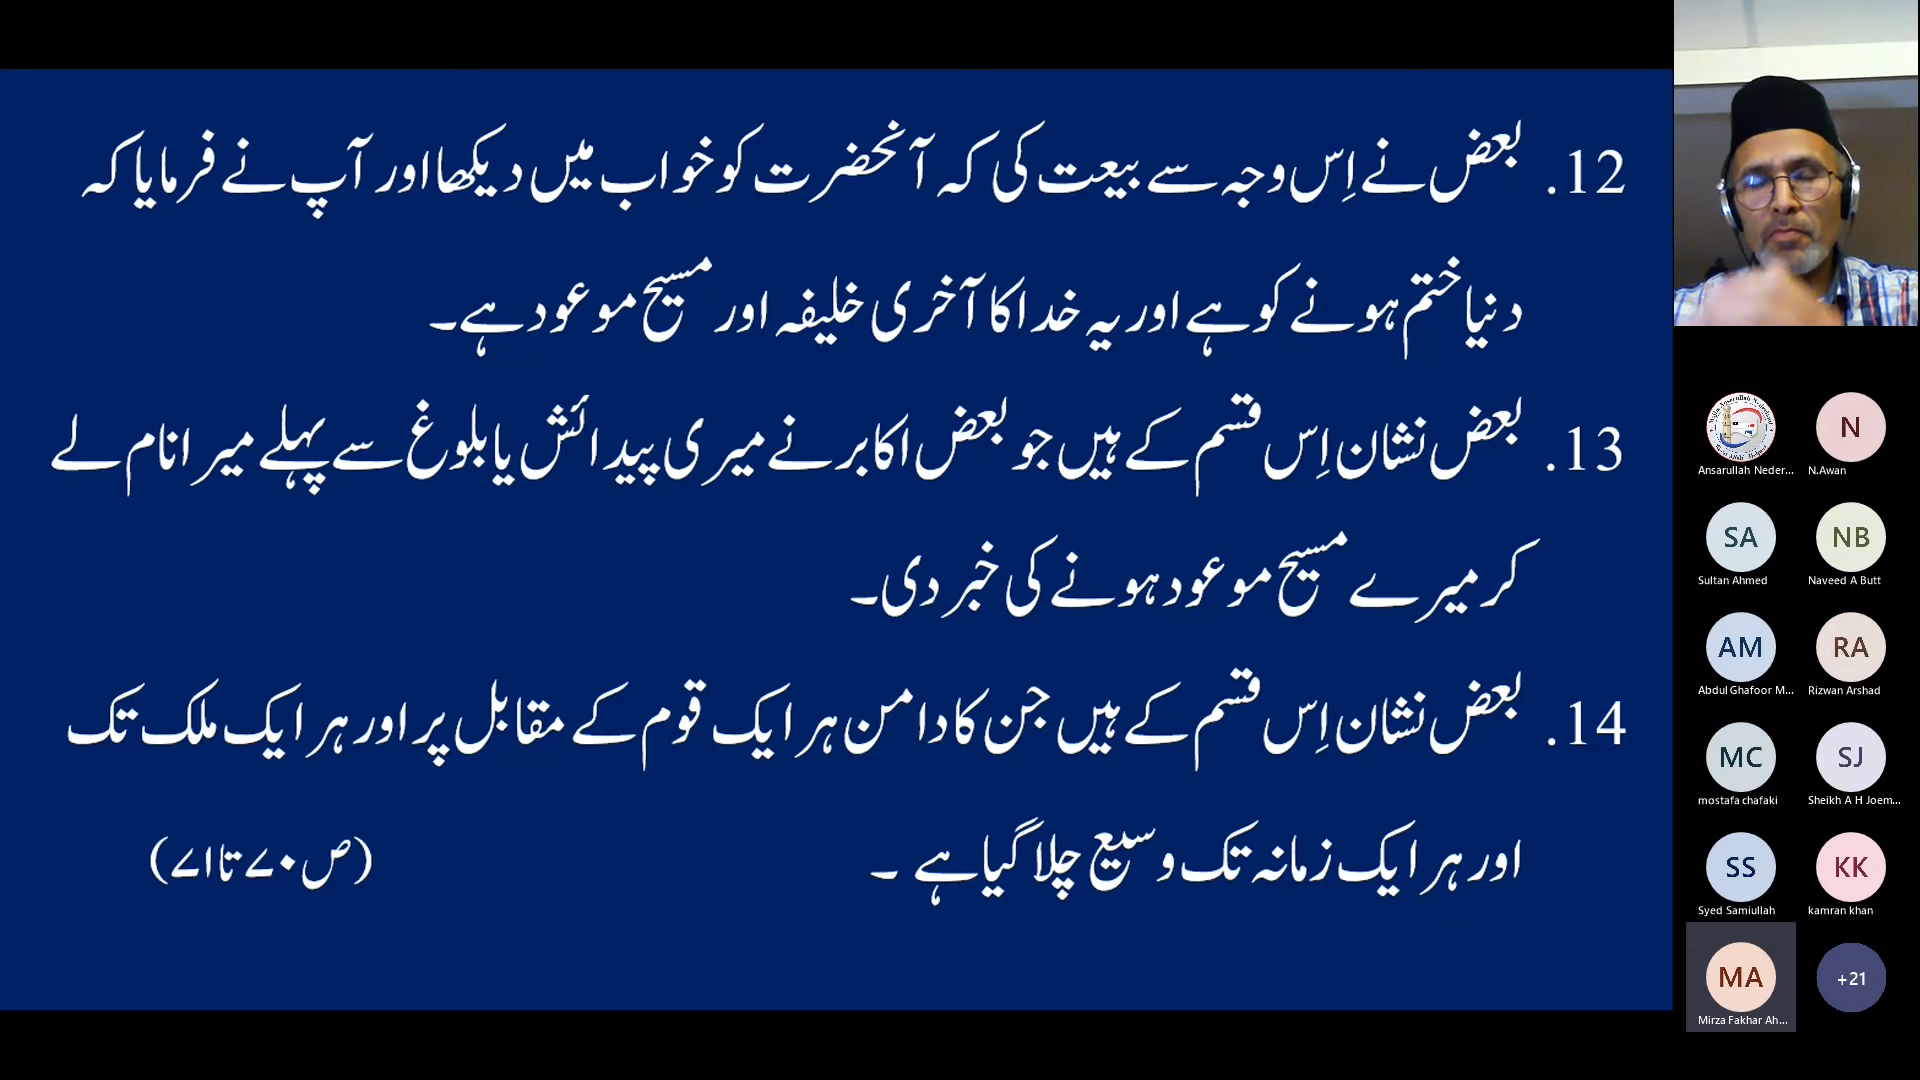 12. بعض نے اِس وجہ سے بیعت کی کہ آنحضرت کو خواب میں دیکھا اور آپ نے فرمایا کہ
دنیا ختم ہونے کو ہے اور یہ خدا کا آخری خلیفہ اور مسیح موعود ہے۔
13. بعض نشان اِس قسم کے ہیں جو بعض اکابر نے میری پیدائش یا بلوغ سے پہلے میرا نام لے
کر میرے مسیح موعود ہونے کی خبر دی۔
14. بعض نشان اِس قسم کے ہیں جن کا دامن ہر ایک قوم کے مقابل پر اور ہر ایک ملک تک
اور ہر ایک زمانہ تک وسیع چلا گیا ہے ۔
(ص۷۰ تا ۷۱)
Ansarullah Neder...
N
N.Awan
SA
Sultan Ahmed
NB
Naveed A Butt
AM
Abdul Ghafoor M...
RA
Rizwan Arshad
MC
mostafa chafaki
SJ
Sheikh A H Joem...
SS
Syed Samiullah
KK
kamran khan
MA
Mirza Fakhar Ah...
+21